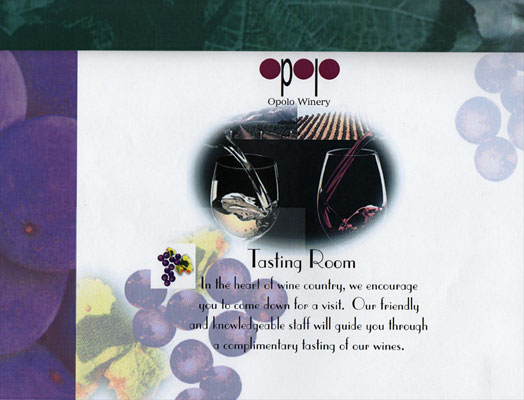 opolo
Opolo Winery
Tasting Room
In the heart of wine country, we encourage
you to come down for a visit. Our friendly
and knowledgeable staff will guide you through
a complimentary tasting of our wines.